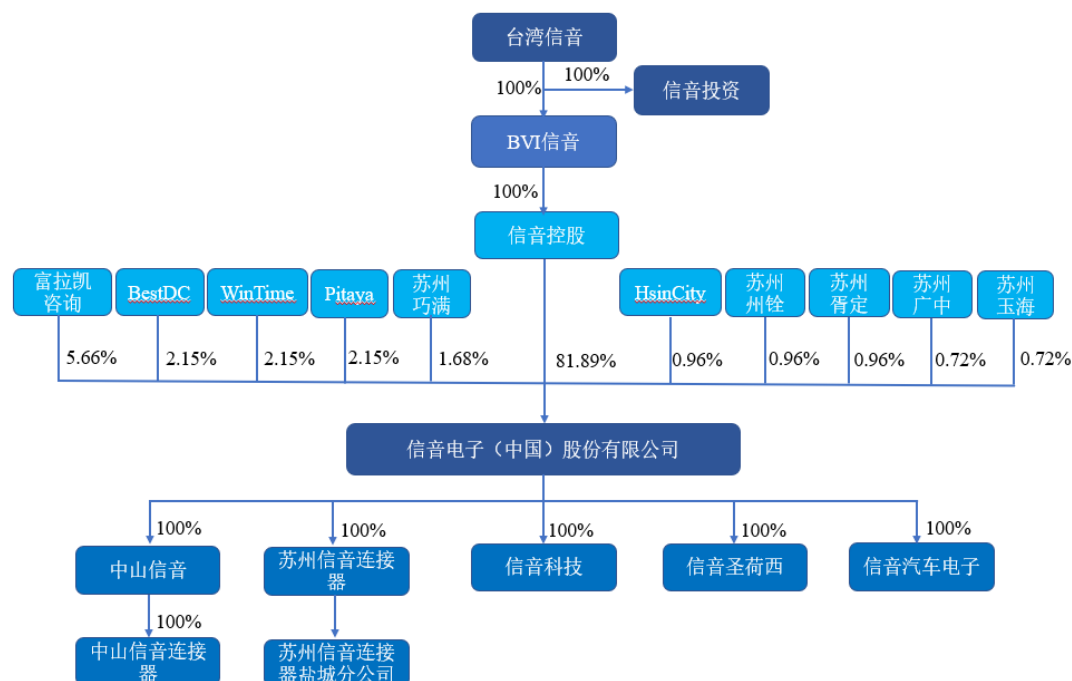 台湾信音
100%
100%
信音投资
BVI信音
100%
信音控股
富拉凯
咨询
BestDC
WinTime
Pitaya
苏州
巧满
HsinCity
苏州
州铨
苏州
胥定
苏州
广中
苏州
玉海
5.66%
2.15%
2.15%
2.15%
1.68%
81.89%
0.96%
0.96%
0.96%
0.72%
0.72%
信音电子（中国）股份有限公司
100%
100%
100%
100%
100%
中山信音
苏州信音连接
器
信音科技
信音圣荷西
信音汽车电子
100%
中山信音连接
器
苏州信音连接
器盐城分公司